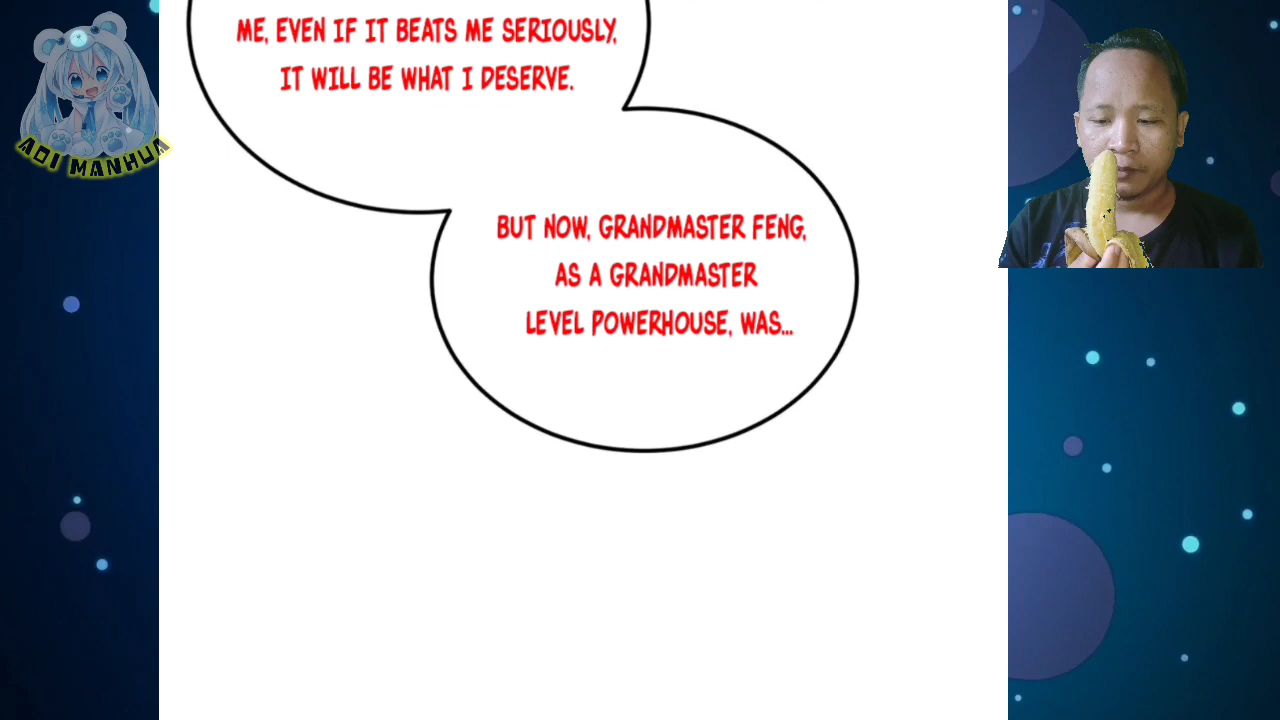 ME, EVEN IF IT BEATS ME SERIOUSLY,
IT WILL BE WHAT I DESERVE.
AOI MANHUA
BUT NOW, GRANDMASTER FENG,
AS A GRANDMASTER
LEVEL POWERHOUSE, WAS...